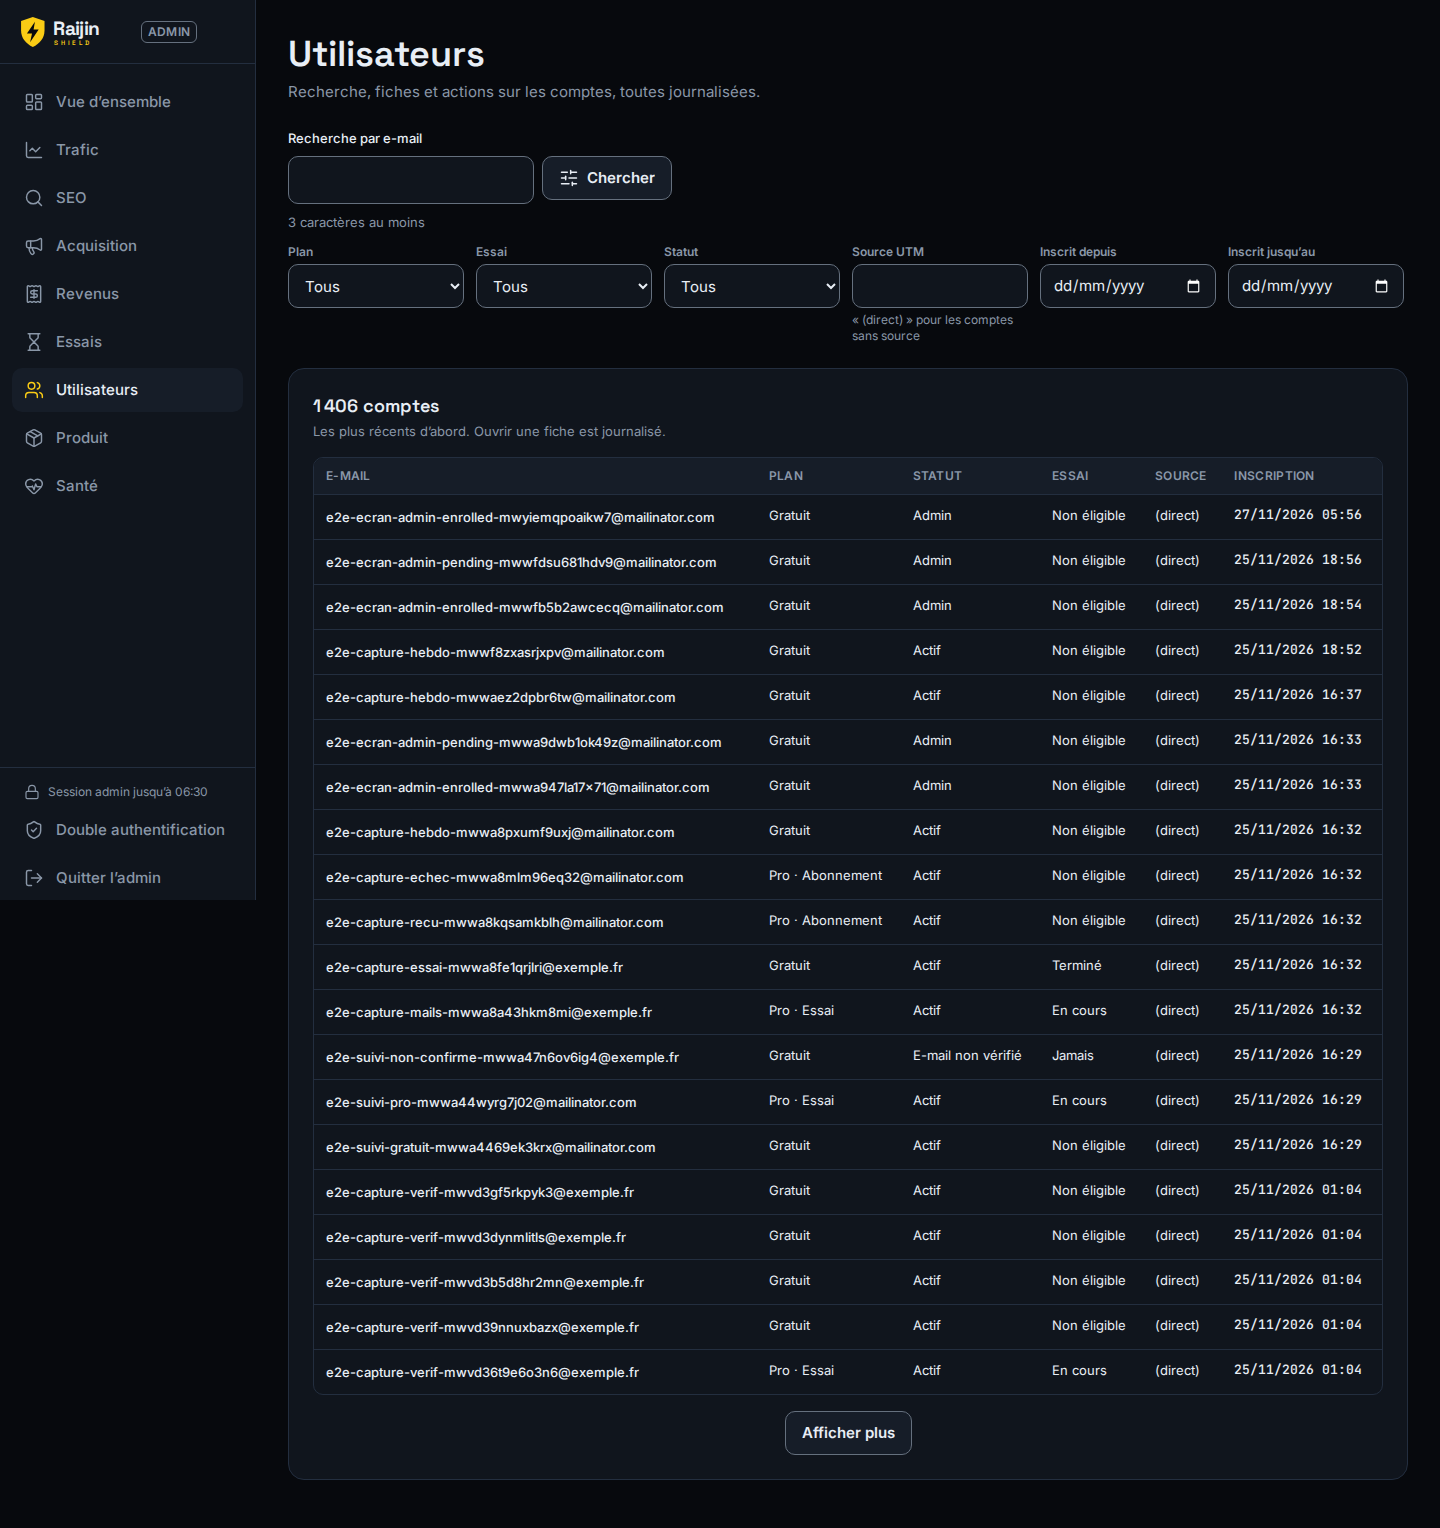 Raijin
SHIELD
ADMIN
Vue d’ensemble
Trafic
SEO
Acquisition
Revenus
Essais
Utilisateurs
Produit
Santé
Session admin jusqu’à 06:30
Double authentification
Quitter l’admin
Utilisateurs
Recherche, fiches et actions sur les comptes, toutes journalisées.
Recherche par e-mail
Chercher
3 caractères au moins
Plan Essai Statut Source UTM Inscrit depuis Inscrit jusqu’au
Tous Tous Tous dd/mm/yyyy dd/mm/yyyy
« (direct) » pour les comptes
sans source
1 406 comptes
Les plus récents d’abord. Ouvrir une fiche est journalisé.
E-MAIL PLAN STATUT ESSAI SOURCE INSCRIPTION
e2e-ecran-admin-enrolled-mwyiemqpoaikw7@mailinator.com Gratuit Admin Non éligible (direct) 27/11/2026 05:56
e2e-ecran-admin-pending-mwwfdsu681hdv9@mailinator.com Gratuit Admin Non éligible (direct) 25/11/2026 18:56
e2e-ecran-admin-enrolled-mwwfb5b2awcecq@mailinator.com Gratuit Admin Non éligible (direct) 25/11/2026 18:54
e2e-capture-hebdo-mwwf8zxasrjxpv@mailinator.com Gratuit Actif Non éligible (direct) 25/11/2026 18:52
e2e-capture-hebdo-mwwaez2dpbr6tw@mailinator.com Gratuit Actif Non éligible (direct) 25/11/2026 16:37
e2e-ecran-admin-pending-mwwa9dwb1ok49z@mailinator.com Gratuit Admin Non éligible (direct) 25/11/2026 16:33
e2e-ecran-admin-enrolled-mwwa947la17x71@mailinator.com Gratuit Admin Non éligible (direct) 25/11/2026 16:33
e2e-capture-hebdo-mwwa8pxumf9uxj@mailinator.com Gratuit Actif Non éligible (direct) 25/11/2026 16:32
e2e-capture-echec-mwwa8mlm96eq32@mailinator.com Pro · Abonnement Actif Non éligible (direct) 25/11/2026 16:32
e2e-capture-recu-mwwa8kqsamkblh@mailinator.com Pro · Abonnement Actif Non éligible (direct) 25/11/2026 16:32
e2e-capture-essai-mwwa8fe1qrjlri@exemple.fr Gratuit Actif Terminé (direct) 25/11/2026 16:32
e2e-capture-mails-mwwa8a43hkm8mi@exemple.fr Pro · Essai Actif En cours (direct) 25/11/2026 16:32
e2e-suivi-non-confirme-mwwa47n6ov6ig4@exemple.fr Gratuit E-mail non vérifié Jamais (direct) 25/11/2026 16:29
e2e-suivi-pro-mwwa44wyrg7j02@mailinator.com Pro · Essai Actif En cours (direct) 25/11/2026 16:29
e2e-suivi-gratuit-mwwa4469ek3krx@mailinator.com Gratuit Actif Non éligible (direct) 25/11/2026 16:29
e2e-capture-verif-mwvd3gf5rkpyk3@exemple.fr Gratuit Actif Non éligible (direct) 25/11/2026 01:04
e2e-capture-verif-mwvd3dynmlitls@exemple.fr Gratuit Actif Non éligible (direct) 25/11/2026 01:04
e2e-capture-verif-mwvd3b5d8hr2mn@exemple.fr Gratuit Actif Non éligible (direct) 25/11/2026 01:04
e2e-capture-verif-mwvd39nnuxbazx@exemple.fr Gratuit Actif Non éligible (direct) 25/11/2026 01:04
e2e-capture-verif-mwvd36t9e6o3n6@exemple.fr Pro · Essai Actif En cours (direct) 25/11/2026 01:04
Afficher plus